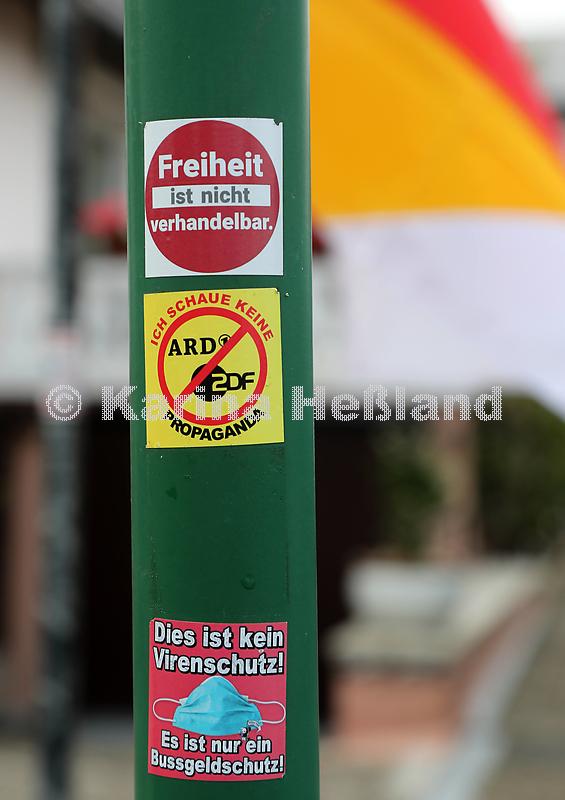 Freiheit
ist nicht
verhandelbar.
ICH SCHAUE KEINE
ARD
ZDF
PROPAGANDA
© Karina Heßland
Dies ist kein
Virenschutz!
Es ist nur ein
Bussgeldschutz!